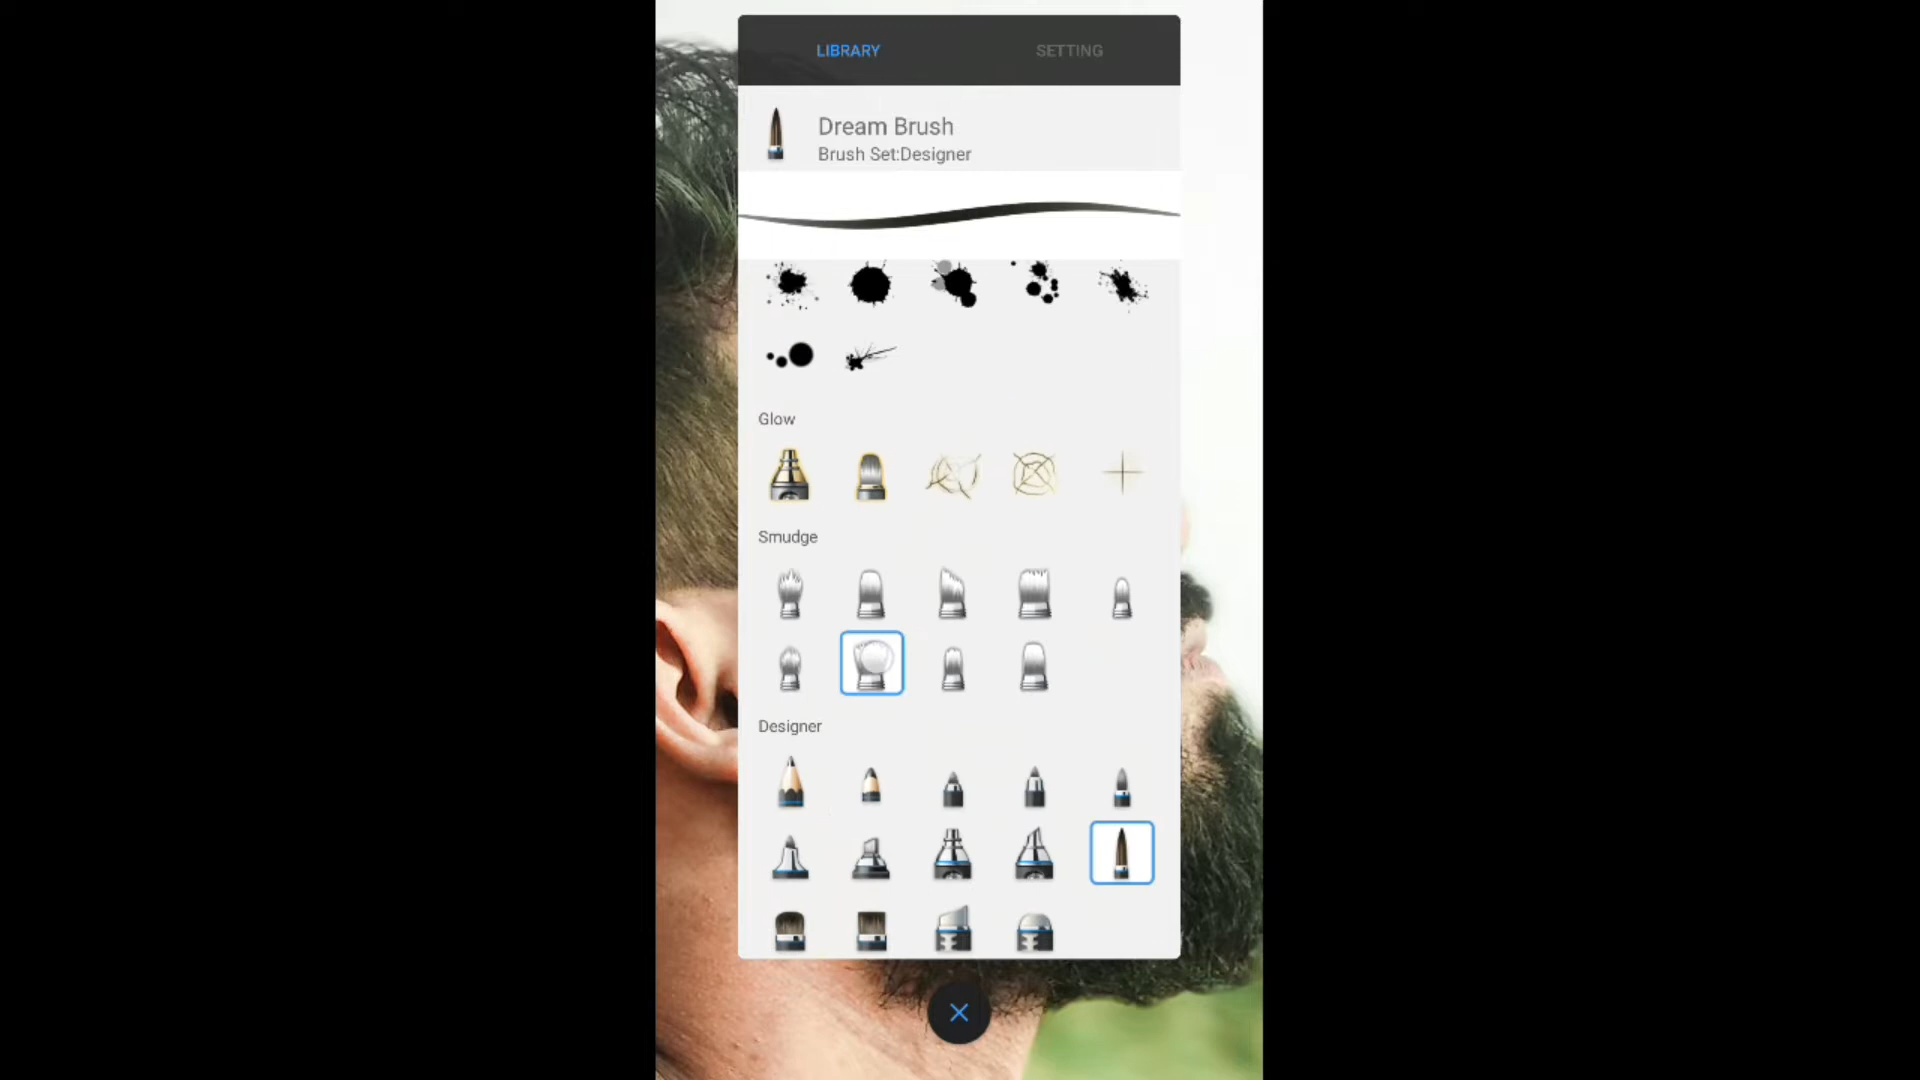 LIBRARY
SETTING
Dream Brush
Brush Set:Designer
Glow
Smudge
Designer